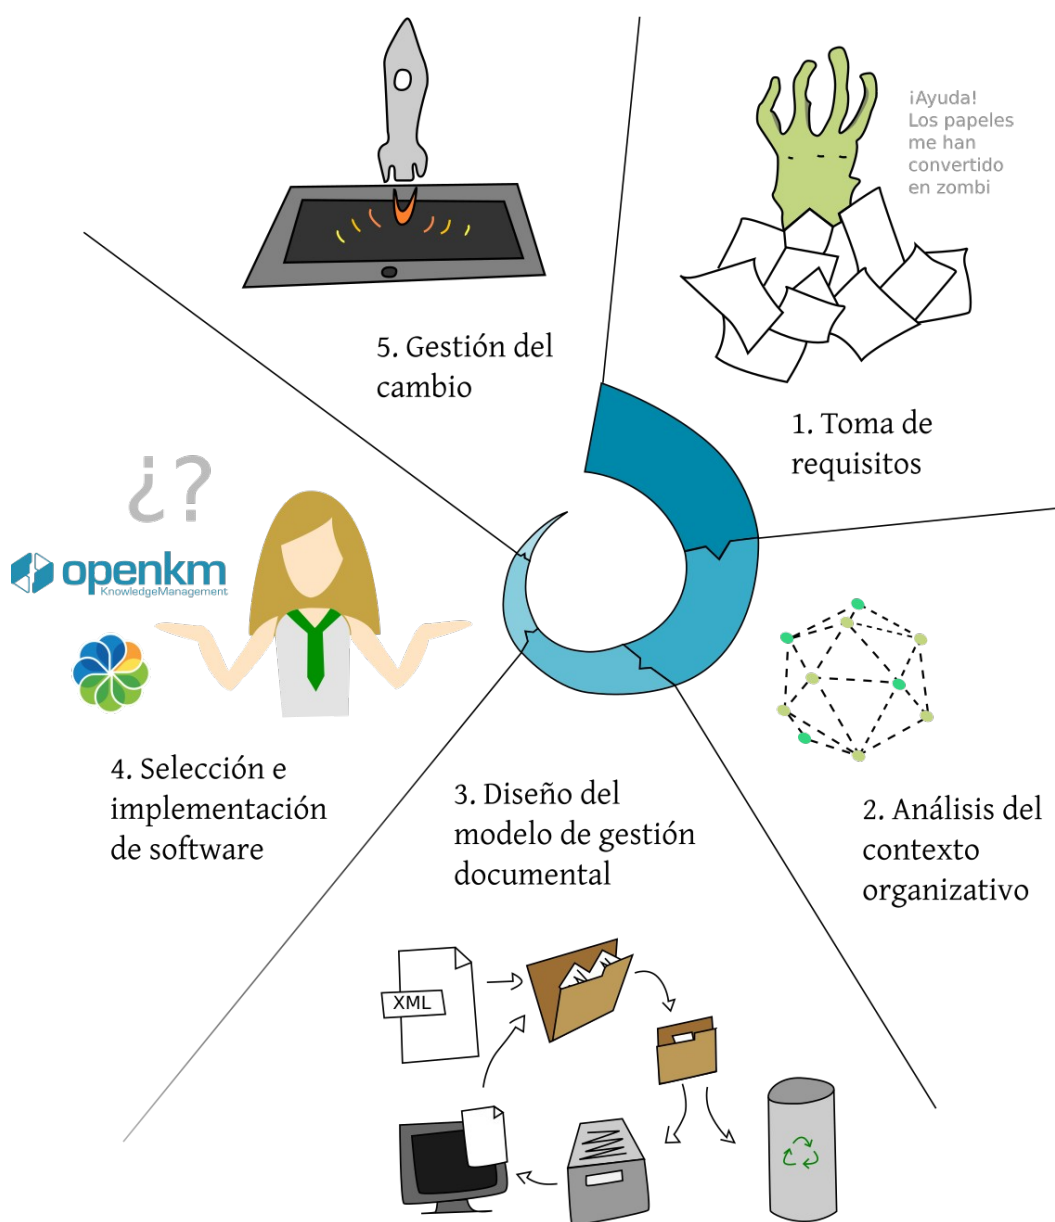 ¡Ayuda!
Los papeles
me han
convertido
en zombi
1. Toma de
requisitos
2. Análisis del
contexto
organizativo
3. Diseño del
modelo de gestión
documental
XML
4. Selección e
implementación
de software
¿?
openkm
KnowledgeManagement
5. Gestión del
cambio